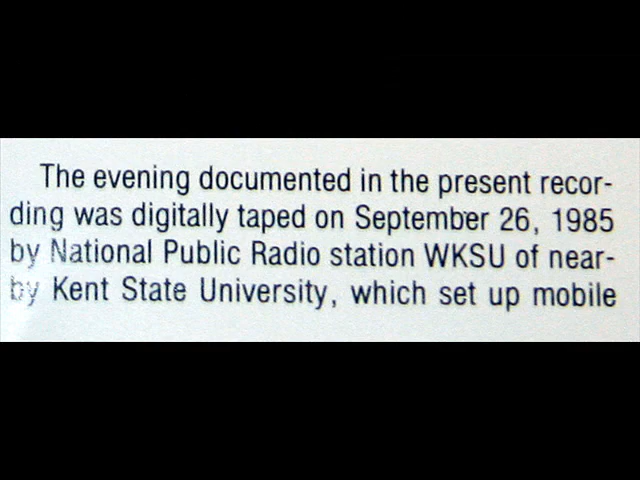 The evening documented in the present recor-
ding was digitally taped on September 26, 1985
by National Public Radio station WKSU of near-
by Kent State University, which set up mobile